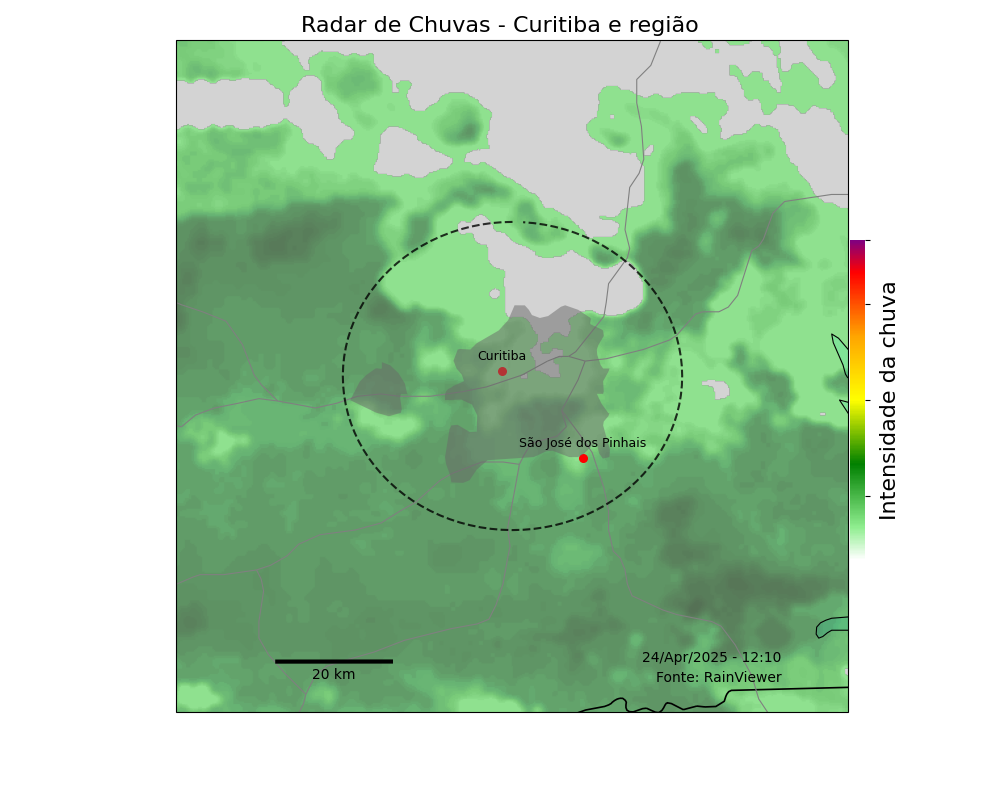 Radar de Chuvas - Curitiba e região
Curitiba
São José dos Pinhais
Intensidade da chuva
20 km
24/Apr/2025 - 12:10
Fonte: RainViewer